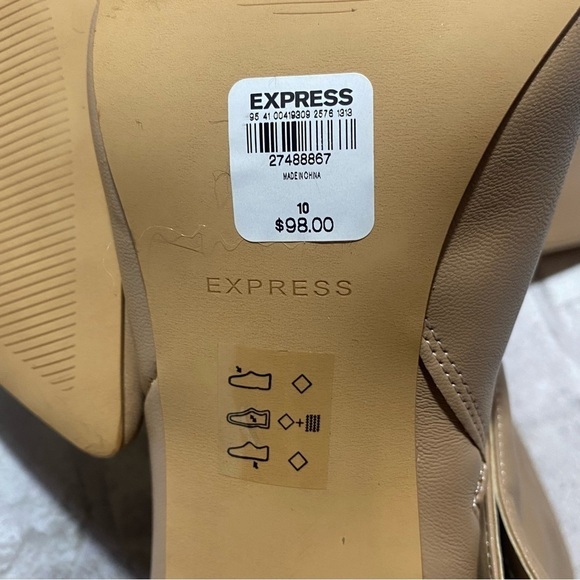 EXPRESS
95 41 00419309 2576 1313
27488867
MADE IN CHINA
10
$98.00
EXPRESS